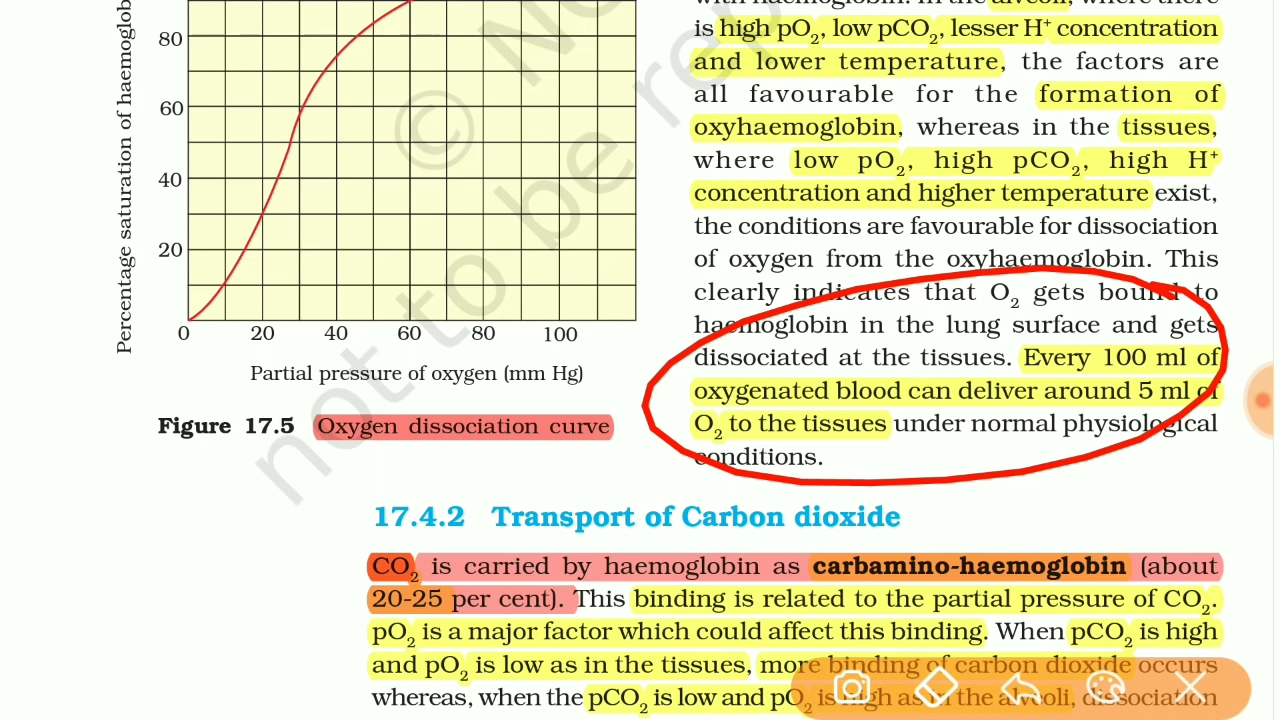 is high pO2, low pCO2, lesser H+ concentration
and lower temperature, the factors are
all favourable for the formation of
oxyhaemoglobin, whereas in the tissues,
where low pO2, high pCO2, high H+
concentration and higher temperature exist,
the conditions are favourable for dissociation
of oxygen from the oxyhaemoglobin. This
clearly indicates that O2 gets bound to
haemoglobin in the lung surface and gets
dissociated at the tissues. Every 100 ml of
oxygenated blood can deliver around 5 ml of
O2 to the tissues under normal physiological
conditions.
Percentage saturation of haemoglob
80
60
40
20
0 20 40 60 80 100
Partial pressure of oxygen (mm Hg)
Figure 17.5 Oxygen dissociation curve
© No
not to be rep
17.4.2 Transport of Carbon dioxide
CO2 is carried by haemoglobin as carbamino-haemoglobin (about
20-25 per cent). This binding is related to the partial pressure of CO2.
pO2 is a major factor which could affect this binding. When pCO2 is high
and pO2 is low as in the tissues, more binding of carbon dioxide occurs
whereas, when the pCO2 is low and pO2 is high as in the alveoli, dissociation